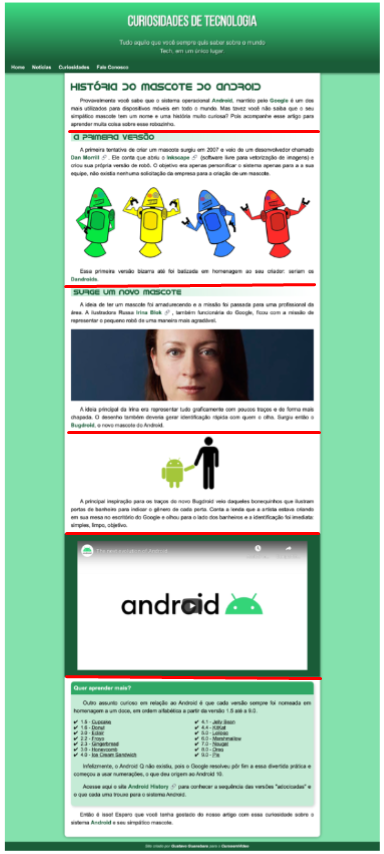 CURIOSIDADES DE TECNOLOGIA
Tudo aquilo que você sempre quis saber sobre o mundo
Tech, em um único lugar
Home Notícias Curiosidades Fale Conosco
HISTÓRIA DO MASCOTE DO ANDROID
Provavelmente você sabe que o sistema operacional Android, mantido pelo Google é um dos
mais utilizados para dispositivos móveis em todo o mundo. Mas talvez você não saiba que o seu
simpático mascote tem um nome e uma história muito curiosa? Pois acompanhe esse artigo para
aprender muita coisa sobre esse robozinho.
A PRIMEIRA VERSÃO
A primeira tentativa de criar um mascote surgiu em 2007 e veio de um desenvolvedor chamado
Dan Morrill . Ele conta que abriu o Inkscape (software livre para vetorização de imagens) e
criou sua própria versão de robô. O objetivo era apenas personificar o sistema apenas para a sua
equipe, não existia nenhuma solicitação da empresa para a criação de um mascote.
Essa primeira versão bizarra até foi batizada em homenagem ao seu criador: seriam os
Dandroids.
SURGE UM NOVO MASCOTE
A ideia de ter um mascote foi amadurecendo e a missão foi passada para uma profissional da
área. A ilustradora Russa Irina Blok , também funcionária do Google, ficou com a missão de
representar o pequeno robô de uma maneira mais agradável.
A ideia principal da Irina era representar tudo graficamente com poucos traços e de forma mais
chapada. O desenho também deveria gerar identificação rápida com quem o olha. Surgiu então o
Bugdroid, o novo mascote do Android.
A principal inspiração para os traços do novo Bugdroid veio daqueles bonequinhos que ilustram
portas de banheiro para indicar o gênero de cada porta. Conta a lenda que a artista estava criando
em sua mesa no escritório do Google e olhou para o lado dos banheiros e a identificação foi imediata:
simples, limpo, objetivo.
android
Quer aprender mais?
Outro assunto curioso em relação ao Android é que cada versão sempre foi nomeada em
homenagem a um doce, em ordem alfabética a partir da versão 1.5 até a 9.0.
✔ 1.5 - Cupcake
✔ 1.6 - Donut
✔ 2.0 - Eclair
✔ 2.2 - Froyo
✔ 2.3 - Gingerbread
✔ 3.0 - Honeycomb
✔ 4.0 - Ice Cream Sandwich
✔ 4.1 - Jelly Bean
✔ 4.4 - KitKat
✔ 5.0 - Lollipop
✔ 6.0 - Marshmallow
✔ 7.0 - Nougat
✔ 8.0 - Oreo
✔ 9.0 - Pie
Infelizmente, o Android Q não existiu, pois o Google resolveu pôr fim a essa divertida prática e
começou a usar numerações, o que deu origem ao Android 10.
Acesse aqui o site Android History para conhecer a sequência das versões "adocicadas" e
o que cada uma trouxe para o sistema Android.
Então é isso! Espero que você tenha gostado do nosso artigo com essa curiosidade sobre o
sistema Android e seu simpático mascote.
Site criado por Gustavo Guanabara para o CursoemVideo